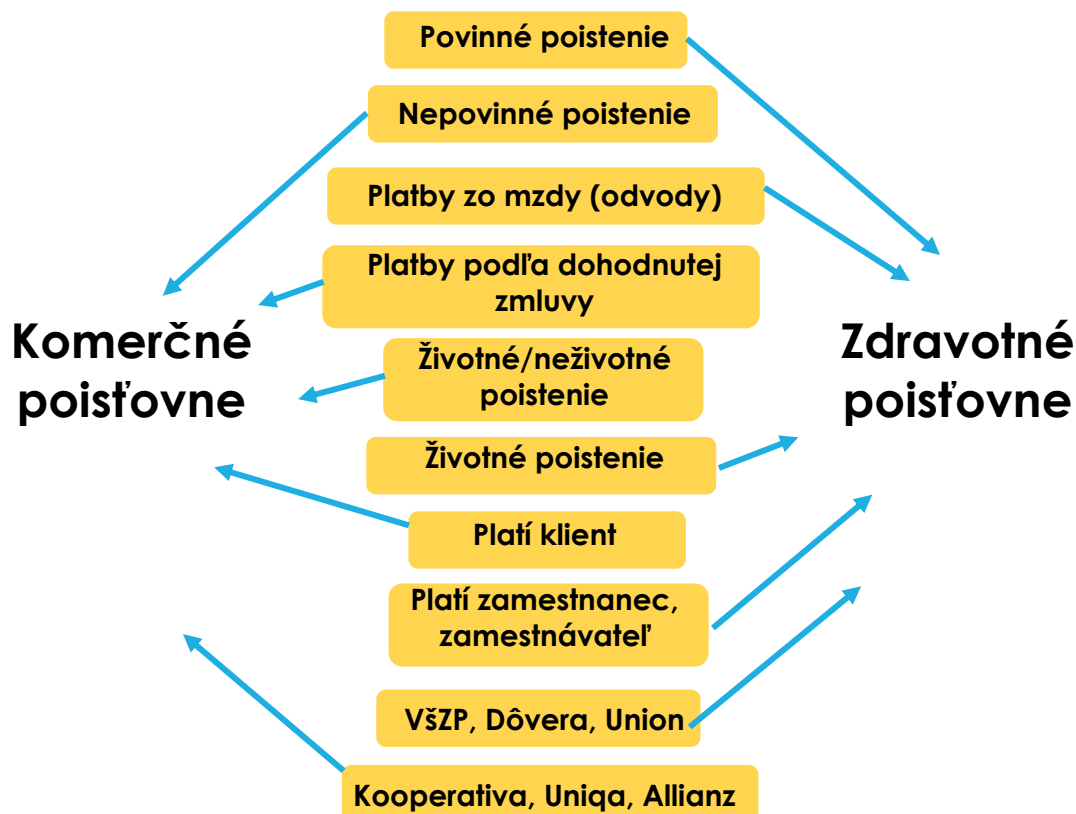 Povinné poistenie
Nepovinné poistenie
Platby zo mzdy (odvody)
Platby podľa dohodnutej
zmluvy
Komerčné
poisťovne
Zdravotné
poisťovne
Životné/neživotné
poistenie
Životné poistenie
Platí klient
Platí zamestnanec,
zamestnávateľ
VšZP, Dôvera, Union
Kooperativa, Uniqa, Allianz